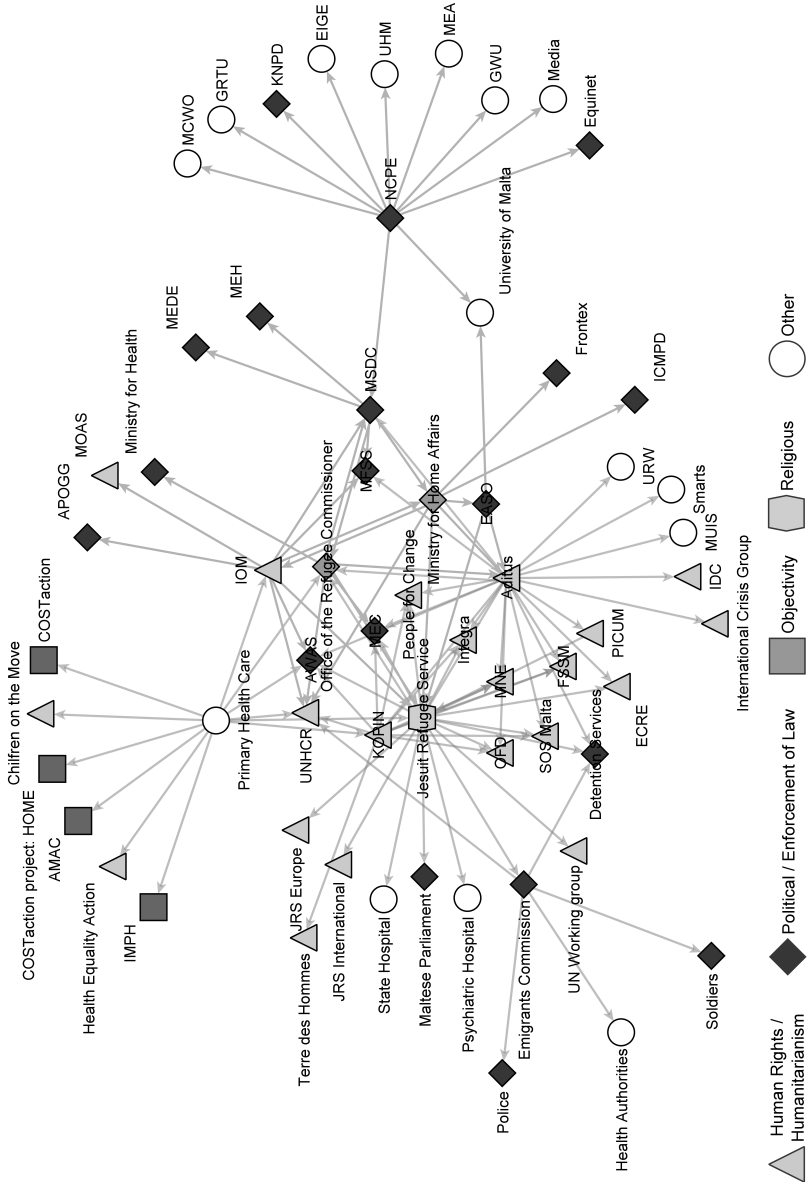 EIGE
MEA
UHM
KNPD
GRTU
GWU
Media
MCWO
Equinet
NCPE
University of Malta
MEH
MEDE
Frontex
Ministry for Health
MSDC
ICMPD
MOAS
APOGG
MFSS
Ministry for Home Affairs
URW
Smarts
EASO
MUIS
IOM
Office of the Refugee Commissioner
People for Change
Aditus
IDC
International Crisis Group
COSTaction
Chilfren on the Move
AWAS
MEC
Integra
PICUM
Primary Health Care
UNHCR
KOPIN
Jesuit Refugee Service
MNE
FSSM
SOS Malta
OFD
Detention Services
ECRE
COSTaction project: HOME
AMAC
Health Equality Action
IMPH
JRS Europe
Terre des Hommes
JRS International
State Hospital
Maltese Parliament
Psychiatric Hospital
Emigrants Commission
UN Working group
Soldiers
Police
Health Authorities
Human Rights /
Humanitarianism
Political / Enforcement of Law
Objectivity
Religious
Other